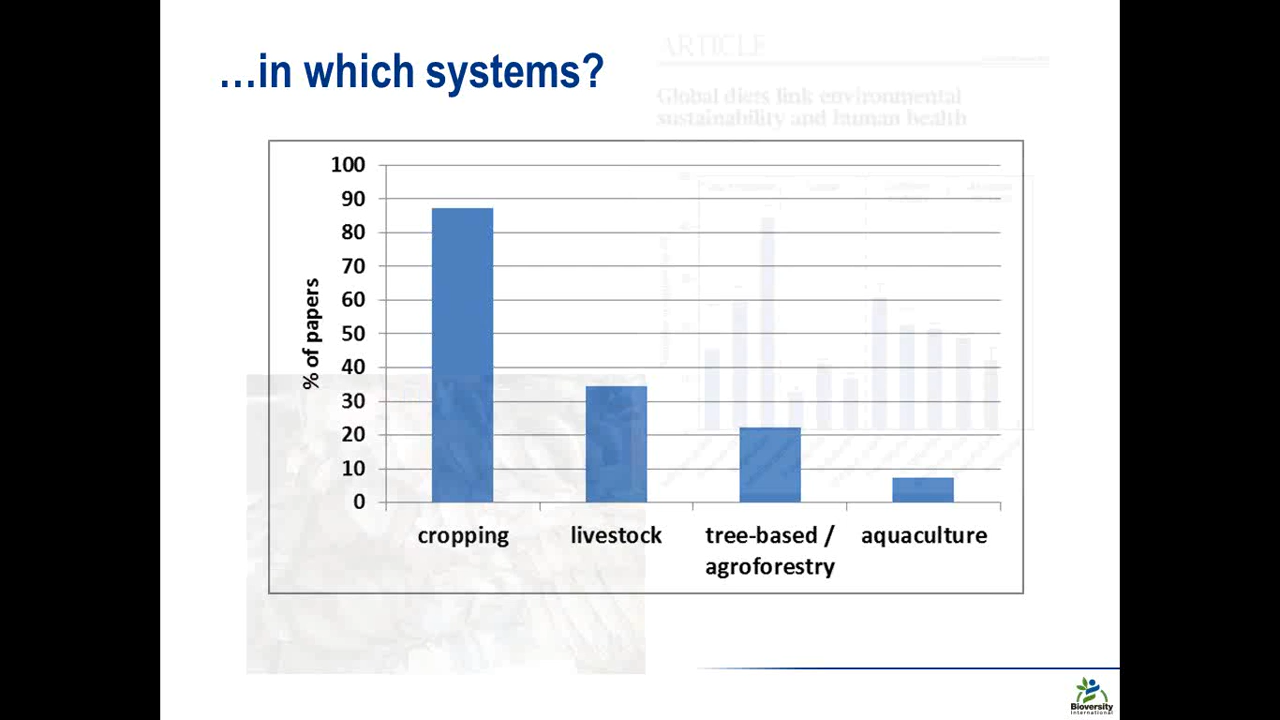 …in which systems?
ARTICLE
Global diets link environmental
sustainability and human health
100
90
80
70
60
50
40
30
20
10
0
% of papers
cropping
livestock
tree-based /
agroforestry
aquaculture
Bioversity
International